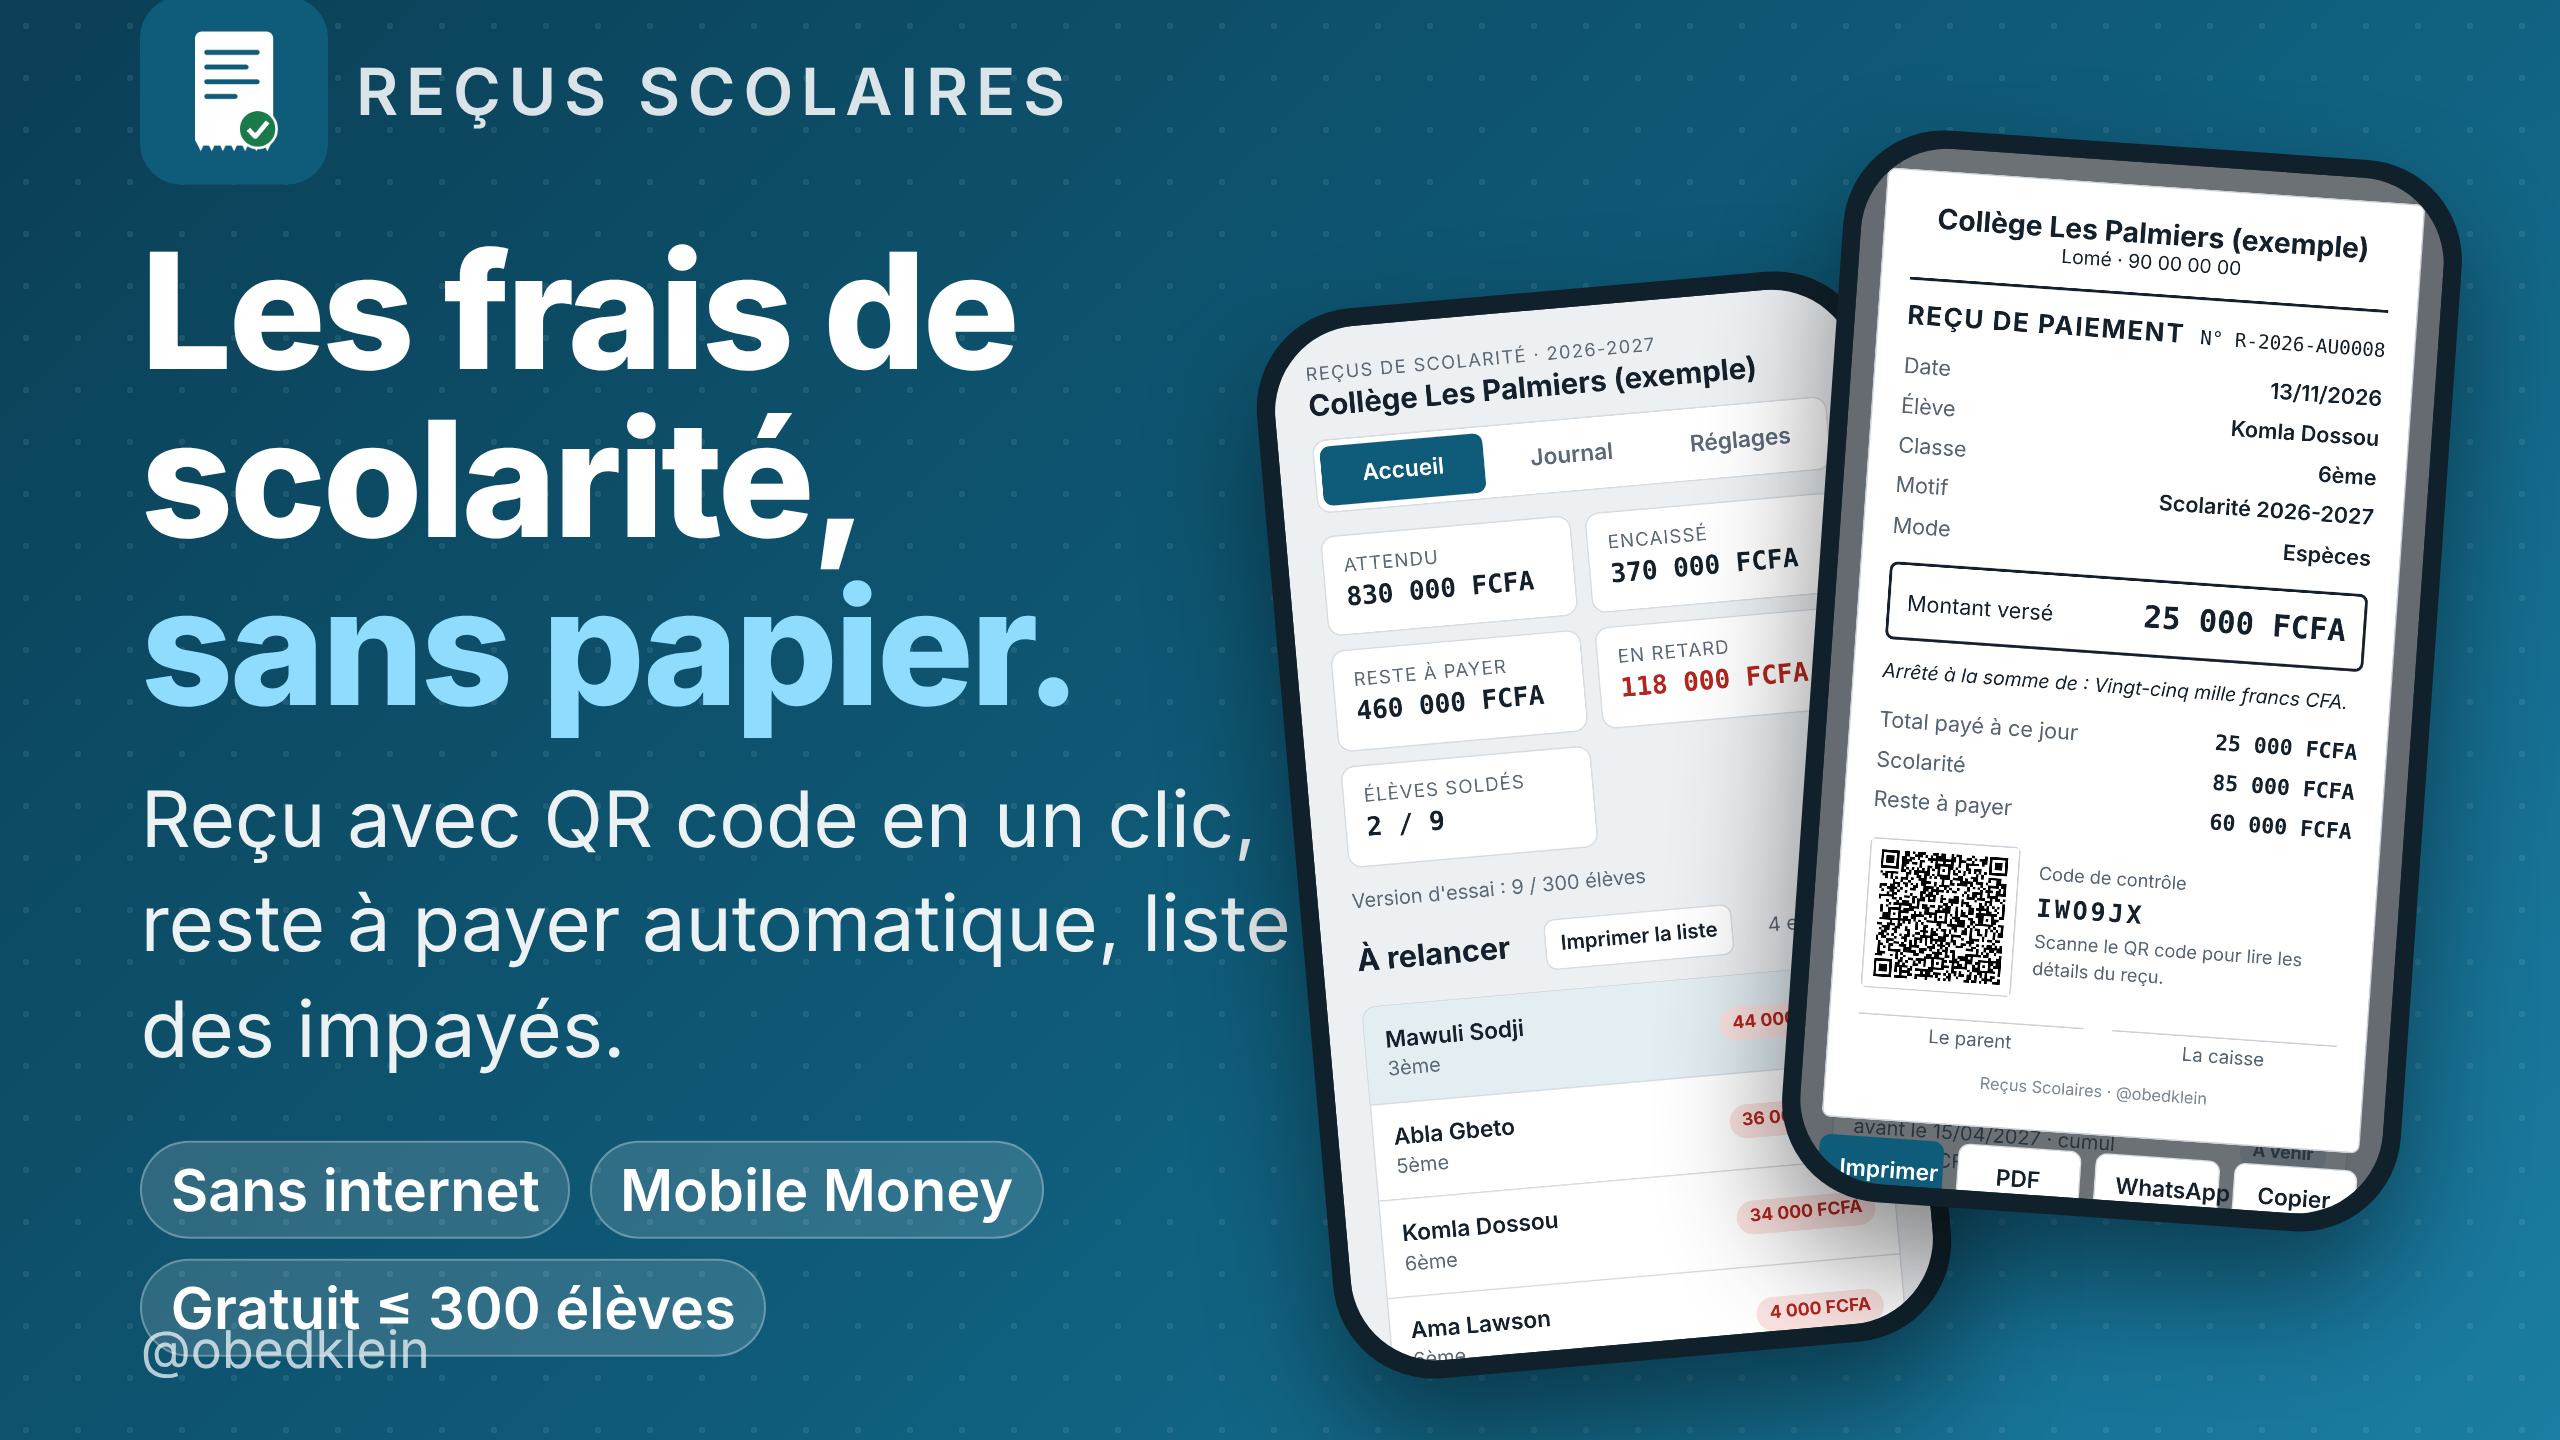 REÇUS SCOLAIRES
Les frais de
scolarité,
sans papier.
Reçu avec QR code en un clic,
reste à payer automatique, liste
des impayés.
Sans internet
Mobile Money
Gratuit ≤ 300 élèves
@obedklein
REÇUS DE SCOLARITÉ · 2026-2027
Collège Les Palmiers (exemple)
Accueil
Journal
Réglages
ATTENDU
830 000 FCFA
ENCAISSÉ
370 000 FCFA
RESTE À PAYER
460 000 FCFA
EN RETARD
118 000 FCFA
ÉLÈVES SOLDÉS
2 / 9
Version d'essai : 9 / 300 élèves
À relancer
Imprimer la liste
4
Mawuli Sodji
44 000
3ème
Abla Gbeto
36
5ème
Komla Dossou
34 000 FCFA
6ème
Ama Lawson
4 000 FCFA
6ème
Collège Les Palmiers (exemple)
Lomé · 90 00 00 00
REÇU DE PAIEMENT N° R-2026-AU0008
Date 13/11/2026
Élève Komla Dossou
Classe 6ème
Motif Scolarité 2026-2027
Mode Espèces
Montant versé 25 000 FCFA
Arrêté à la somme de : Vingt-cinq mille francs CFA.
Total payé à ce jour 25 000 FCFA
Scolarité 85 000 FCFA
Reste à payer 60 000 FCFA
Code de contrôle
IWO9JX
Scanne le QR code pour lire les
détails du reçu.
Le parent
La caisse
Reçus Scolaires · @obedklein
avant le 15/04/2027 · cumul
À venir
Imprimer
PDF
WhatsApp
Copier